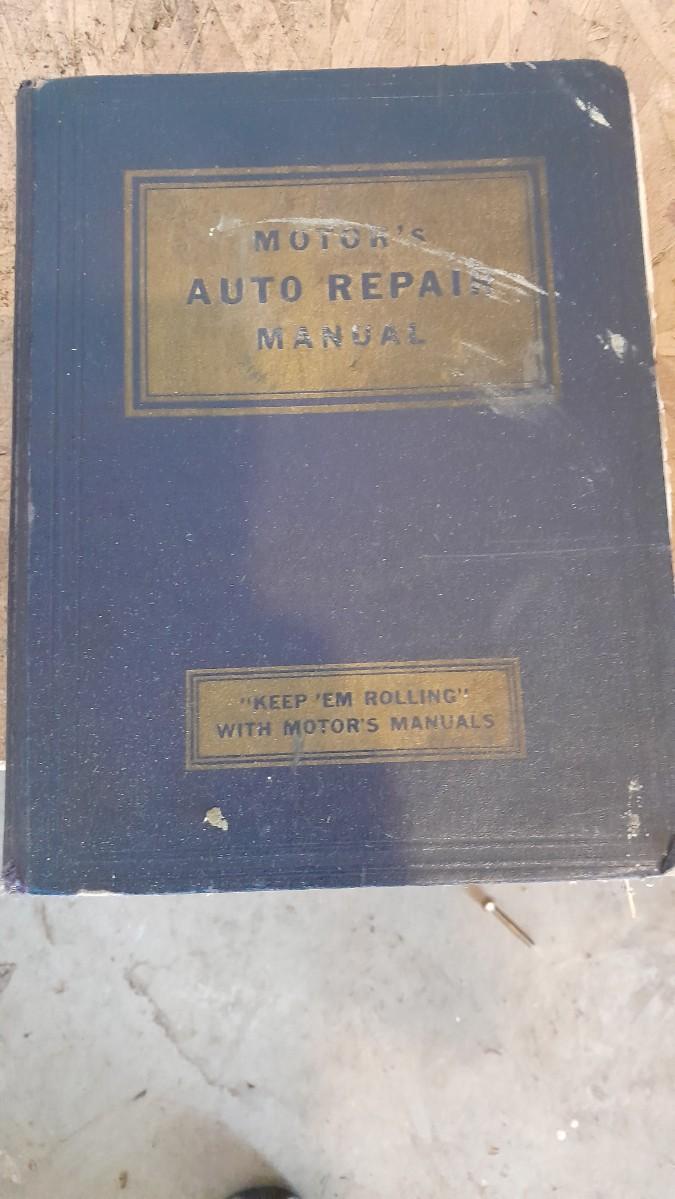 MOTOR'S
AUTO REPAIR
MANUAL
"KEEP 'EM ROLLING"
WITH MOTOR'S MANUALS